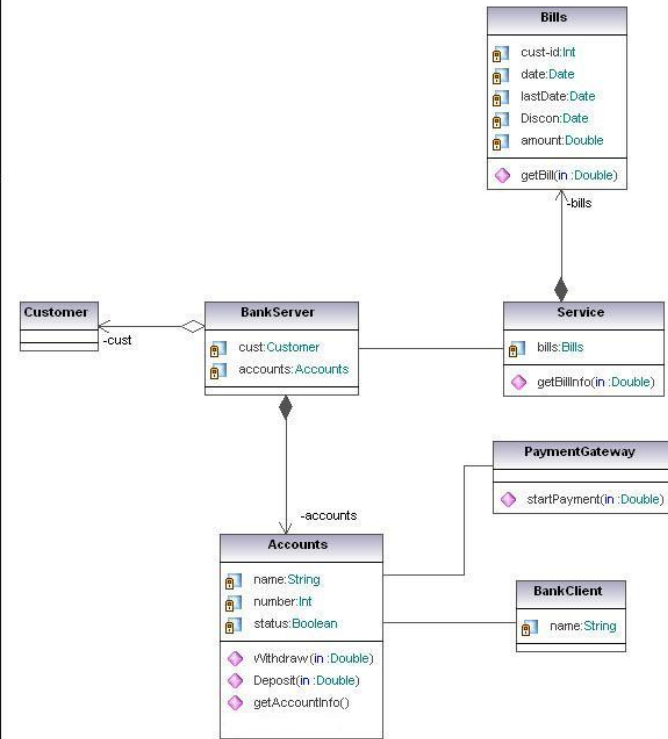 Bills
cust-id:Int
date:Date
lastDate:Date
Discon:Date
amount:Double
getBill(in :Double)
-bills
Customer
-cust
BankServer
cust:Customer
accounts:Accounts
Service
bills:Bills
getBillInfo(in :Double)
PaymentGateway
startPayment(in :Double)
-accounts
Accounts
name:String
number:Int
status:Boolean
Withdraw(in :Double)
Deposit(in :Double)
getAccountInfo()
BankClient
name:String